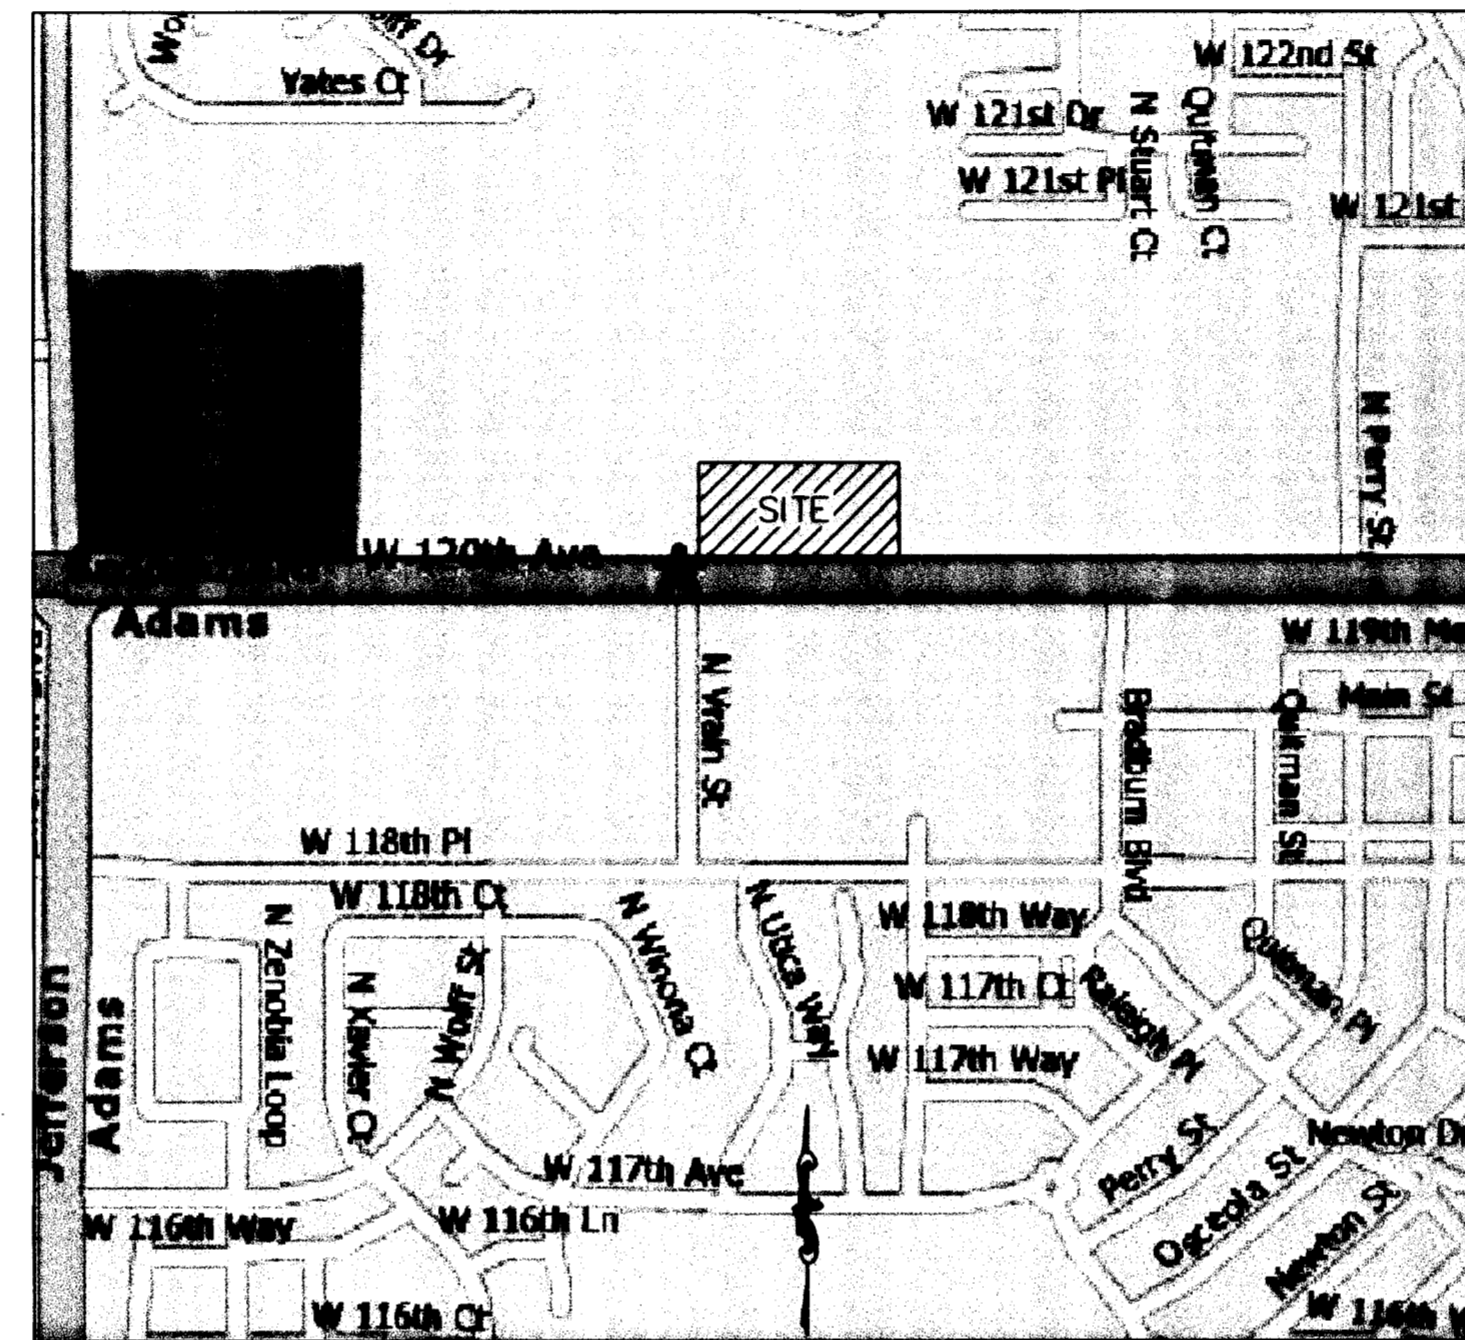 Yates Ct
W 122nd St
W 121st Dr
N Stuart Ct
Quitman Ct
W 121st Pl
W 121st
N Perry St
SITE
W 120th Ave
Adams
W 119th
Main St
N Vrain St
Bradburn Blvd
Quitman St
W 118th Pl
W 118th Ct
N Zenobia Loop
N Xavier Ct
N Wolff St
N Winona Ct
N Utica Way
W 118th Way
W 117th Ct
W 117th Way
Raleigh Pl
Quitman Pl
Jefferson
Adams
W 117th Ave
Perry St
Osceola St
Newton Dr
Newton St
W 116th Way
W 116th Ln
W 116th Ct
W 116th